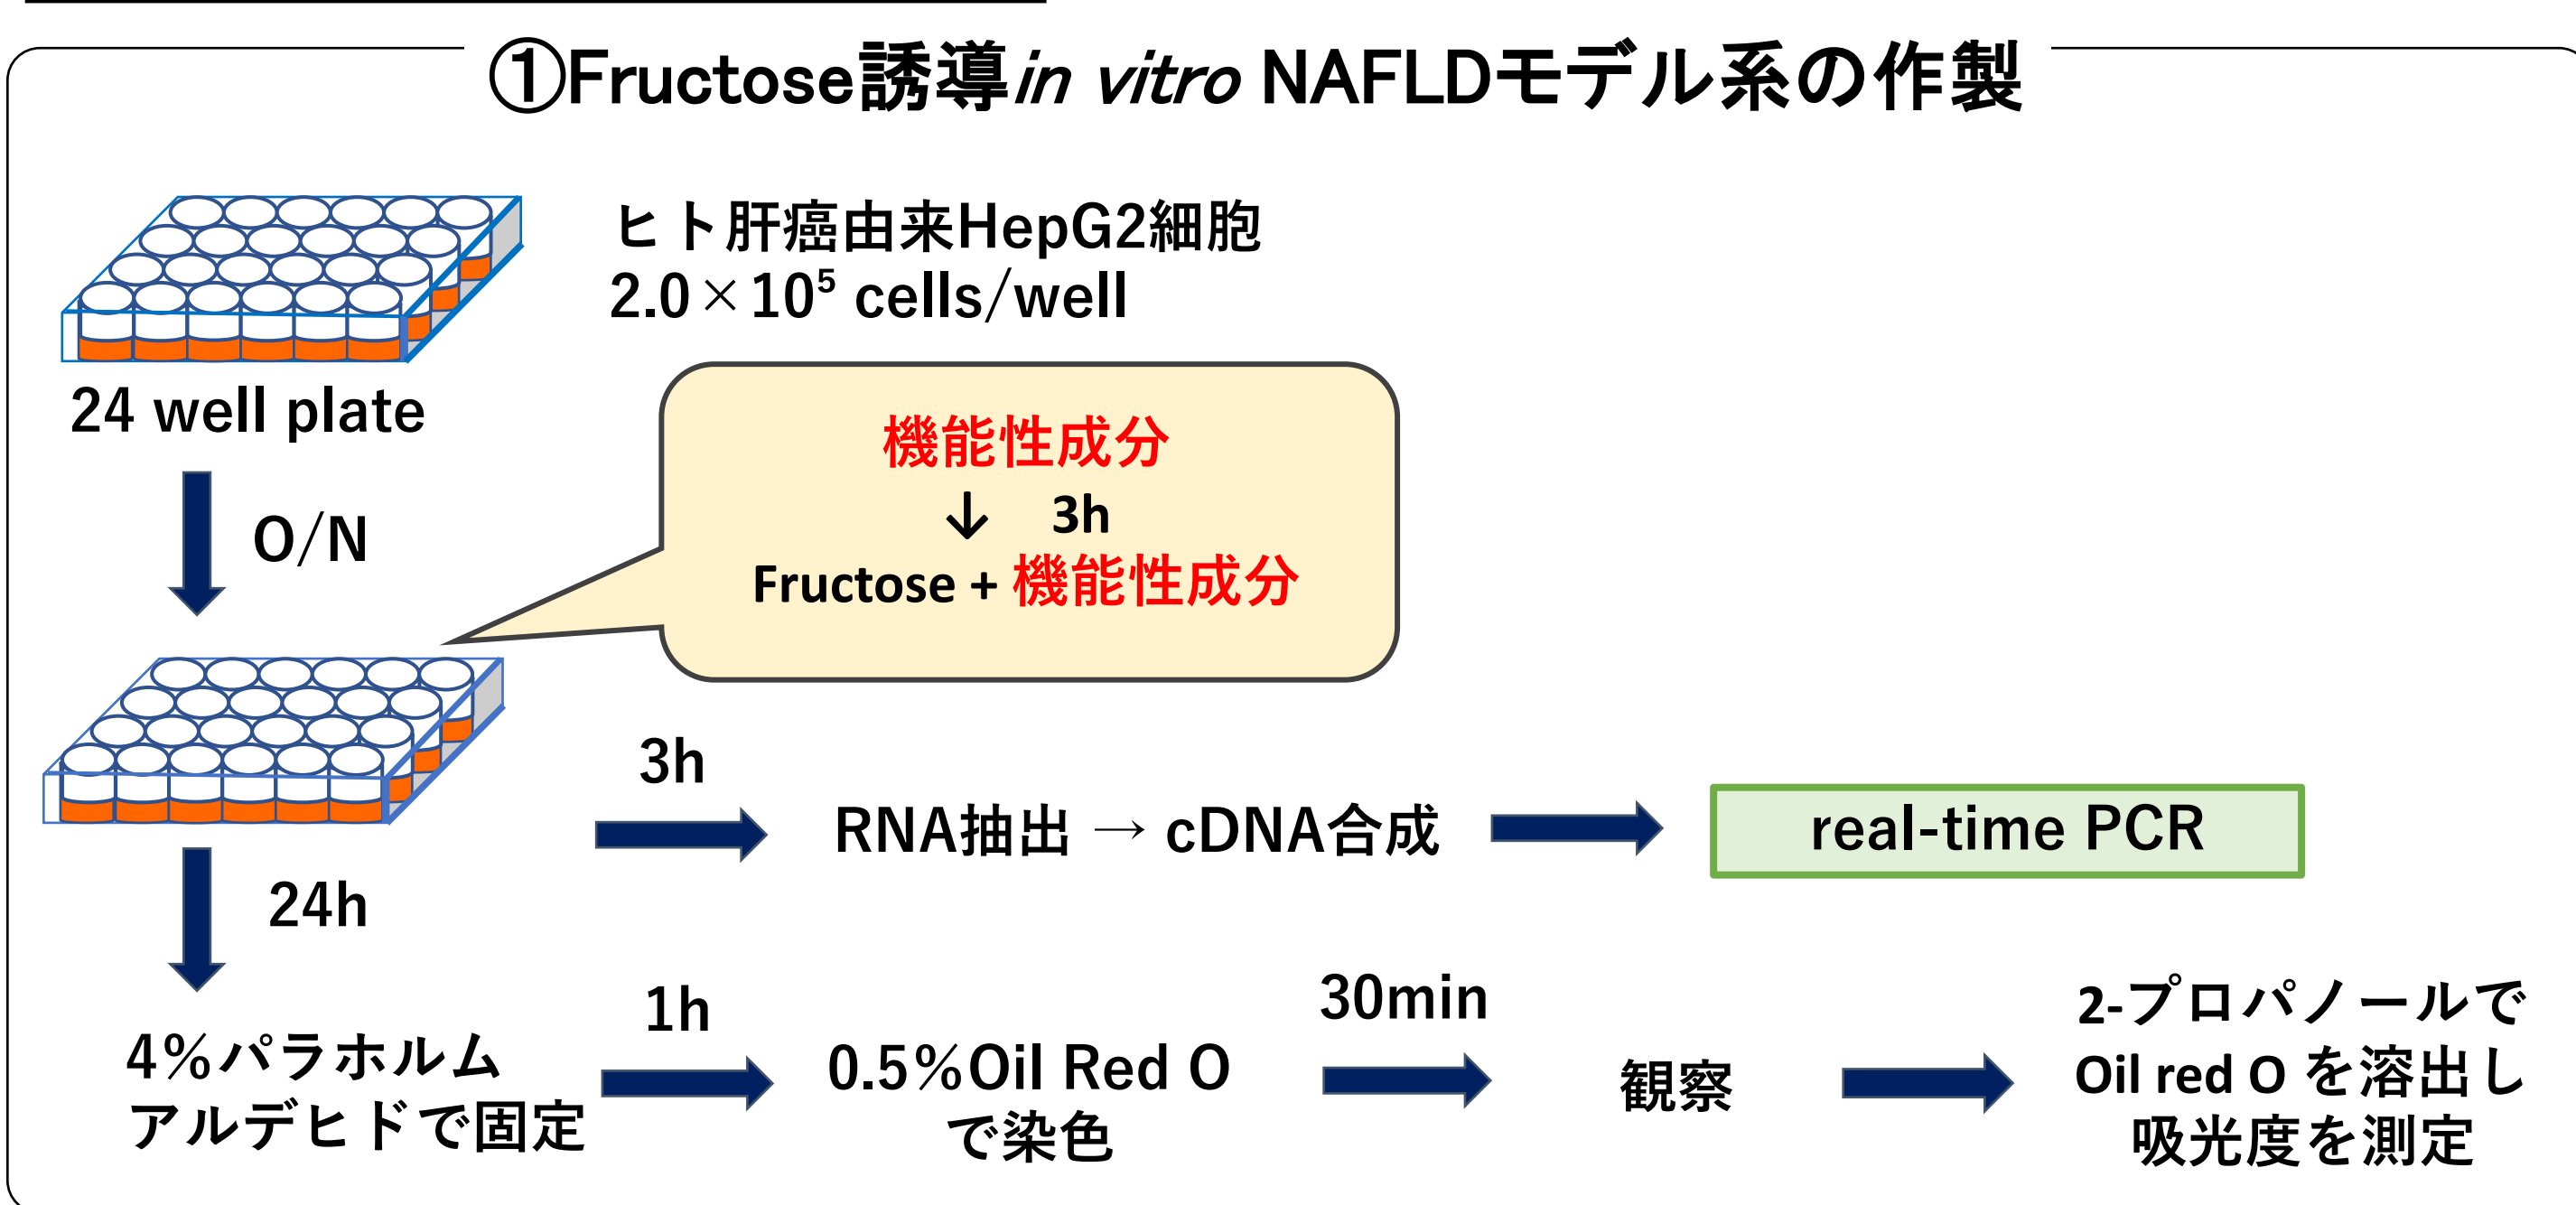 ①Fructose誘導in vitro NAFLDモデル系の作製
ヒト肝癌由来HepG2細胞
2.0×10⁵ cells/well
24 well plate
O/N
機能性成分
↓ 3h
Fructose + 機能性成分
3h
RNA抽出 → cDNA合成
real-time PCR
24h
4%パラホルム
アルデヒドで固定
1h
0.5%Oil Red O
で染色
30min
観察
2-プロパノールで
Oil red O を溶出し
吸光度を測定